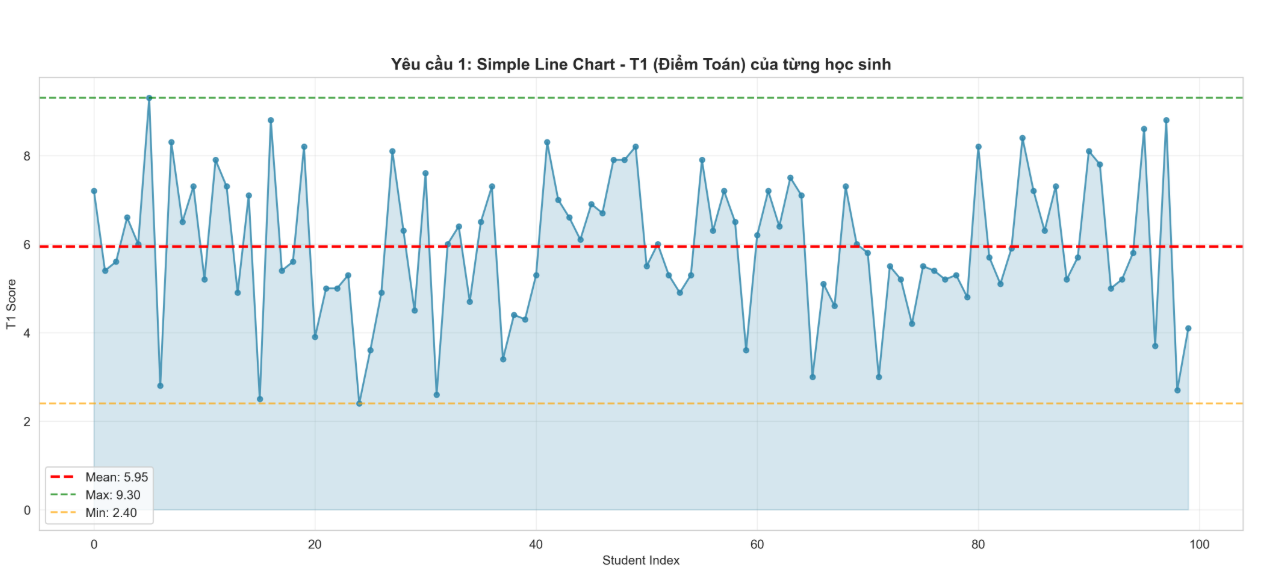 Yêu cầu 1: Simple Line Chart - T1 (Điểm Toán) của từng học sinh
T1 Score
8
6
4
2
0
Mean: 5.95
Max: 9.30
Min: 2.40
0 20 40 60 80 100
Student Index